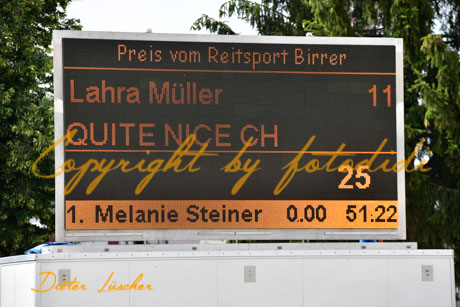 Preis vom Reitsport Birrer
Lahra Müller 11
QUITE NICE CH
Copyright by fotodidi
25
1. Melanie Steiner 0.00 51.22
Dieter Lüscher